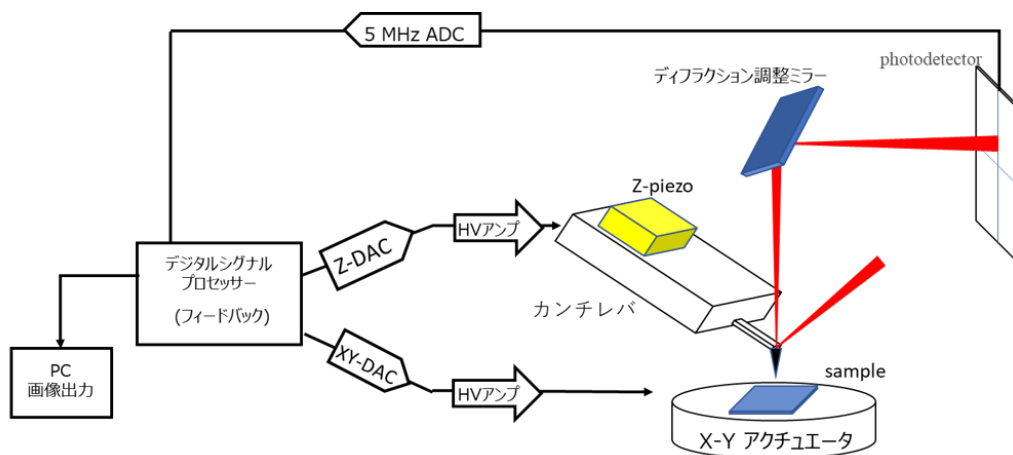 5 MHz ADC
photodetector
ディフラクション調整ミラー
Z-piezo
Z-DAC
HVアンプ
デジタルシグナル
プロセッサー
(フィードバック)
カンチレバ
PC
画像出力
XY-DAC
HVアンプ
sample
X-Y アクチュエータ